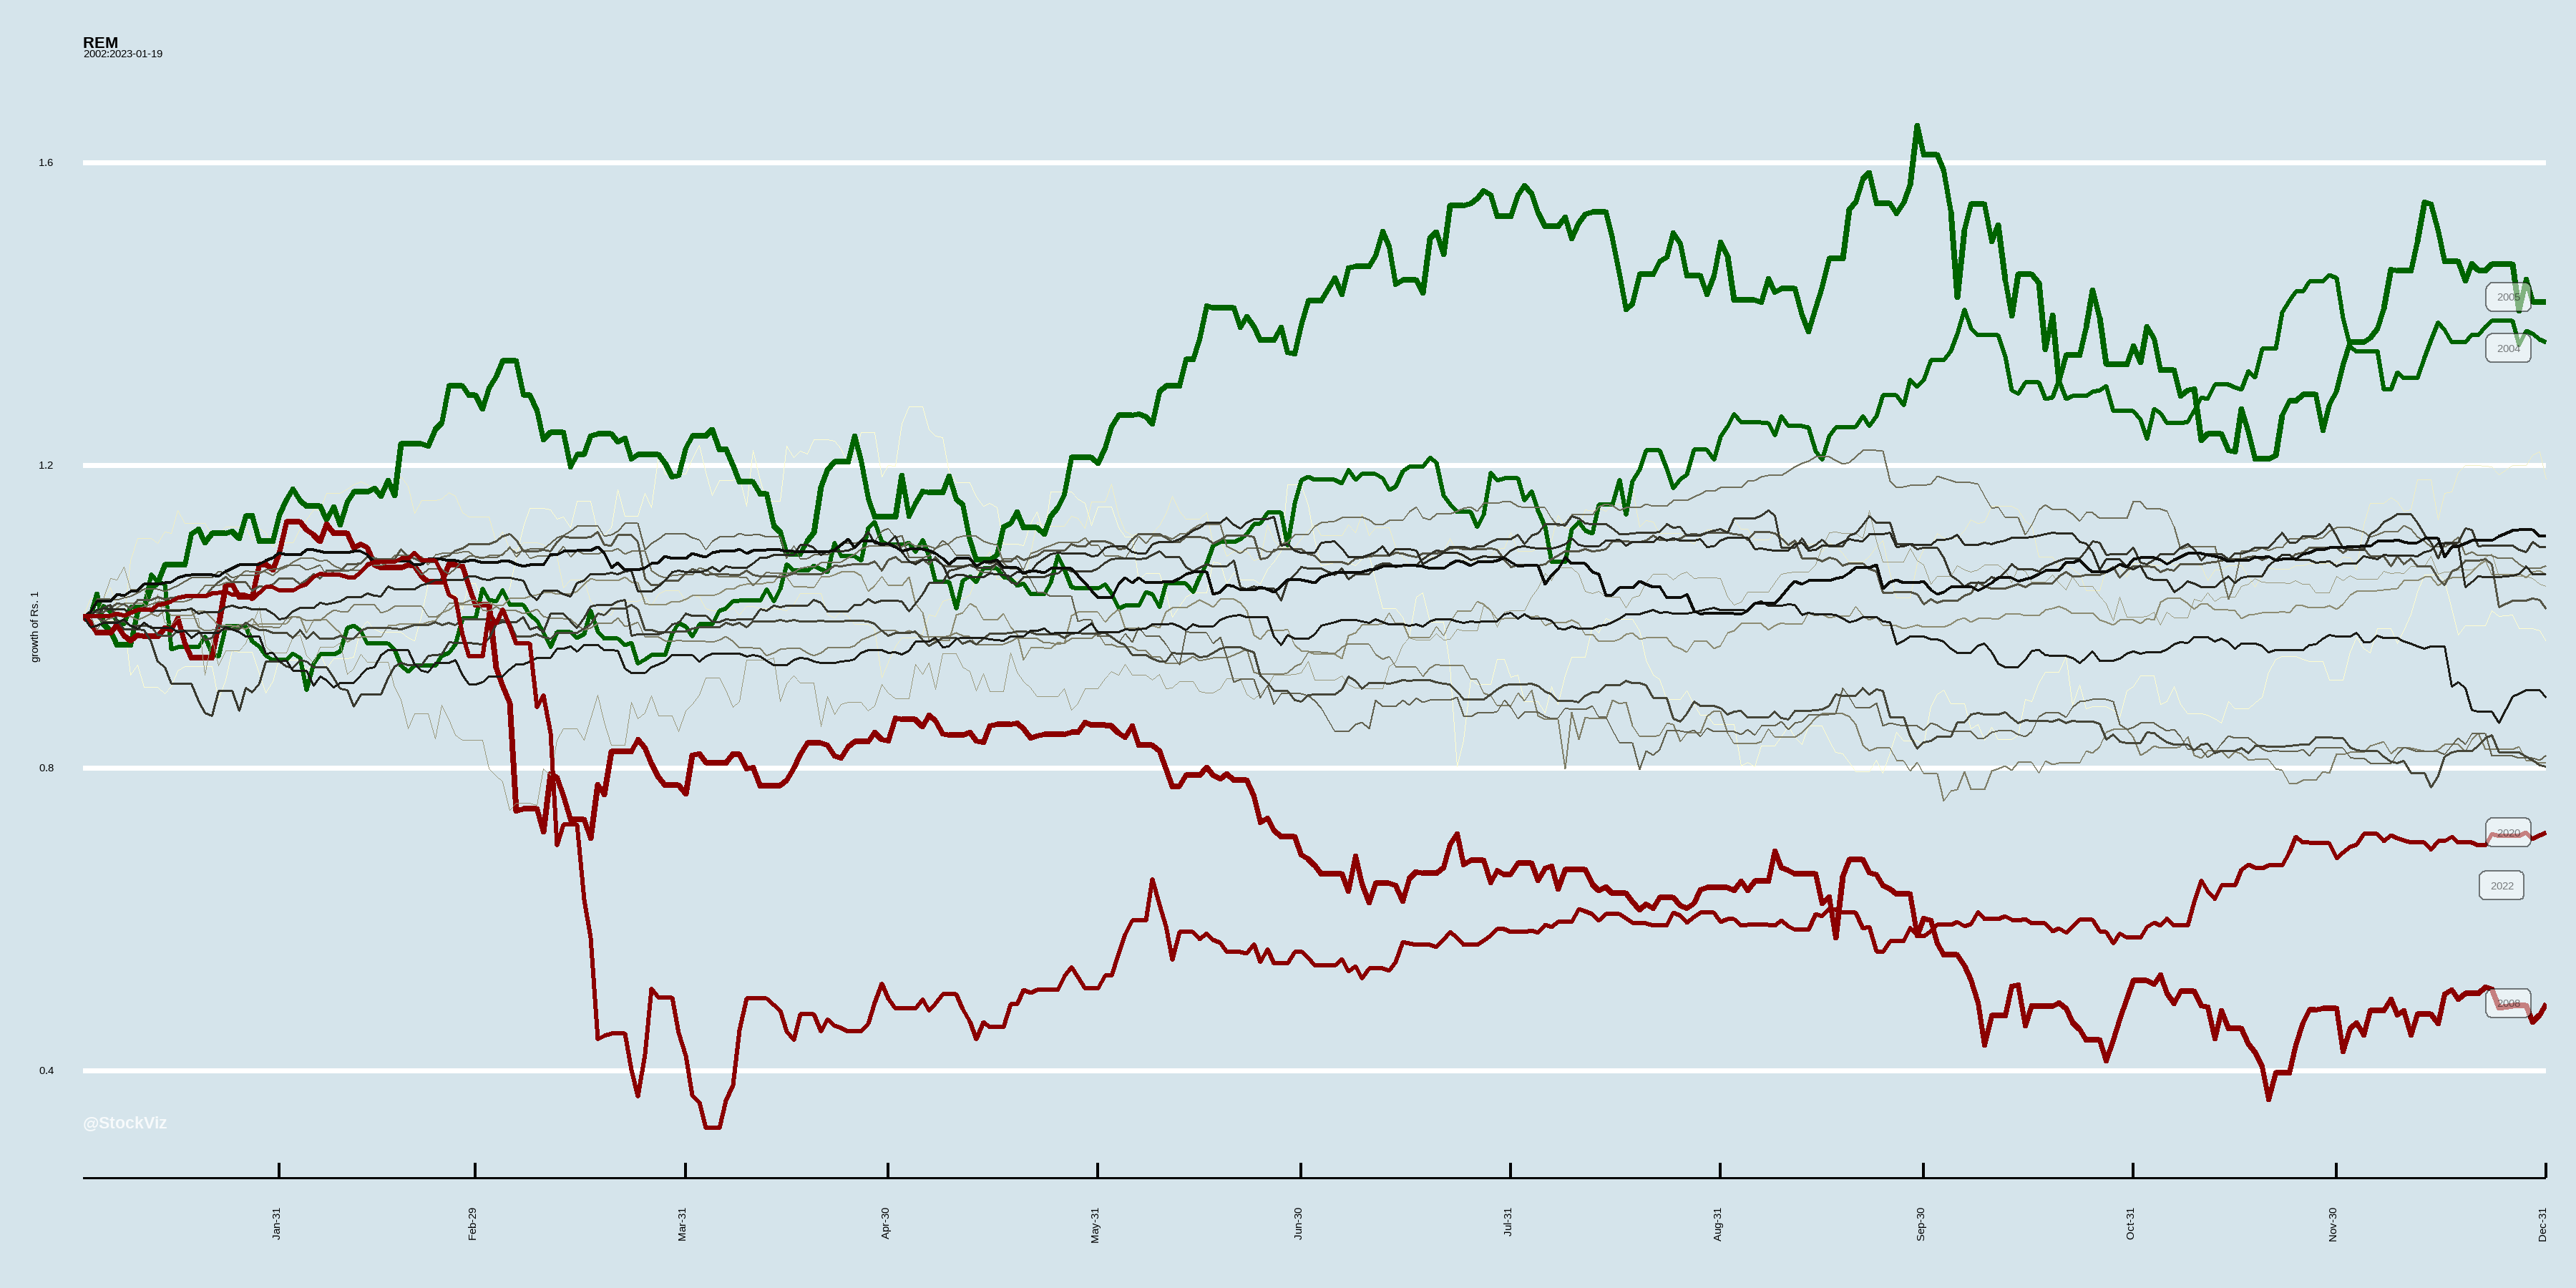 REM
2002:2023-01-19
1.6
1.2
0.8
0.4
growth of Rs. 1
2004
2020
2022
2008
@StockViz
Jan-31
Feb-29
Mar-31
Apr-30
May-31
Jun-30
Jul-31
Aug-31
Sep-30
Oct-31
Nov-30
Dec-31